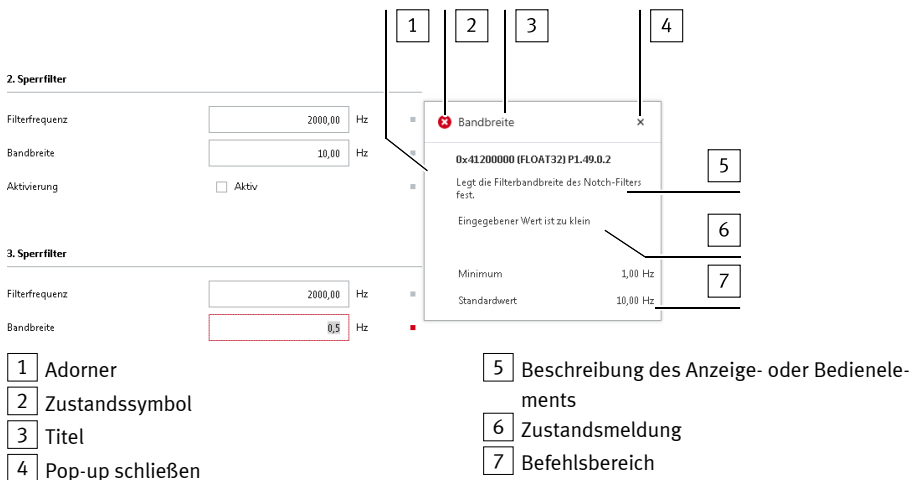 1 2 3 4
2. Sperrfilter
Filterfrequenz 2000,00 Hz
Bandbreite 10,00 Hz
Aktivierung Aktiv
3. Sperrfilter
Filterfrequenz 2000,00 Hz
Bandbreite 0,5 Hz
Bandbreite ×
0x41200000 (FLOAT32) P1.49.0.2
Legt die Filterbandbreite des Notch-Filters
fest.
Eingegebener Wert ist zu klein
Minimum 1,00 Hz
Standardwert 10,00 Hz
5
6
7
1 Adorner
2 Zustandssymbol
3 Titel
4 Pop-up schließen
5 Beschreibung des Anzeige- oder Bedienele-
ments
6 Zustandsmeldung
7 Befehlsbereich